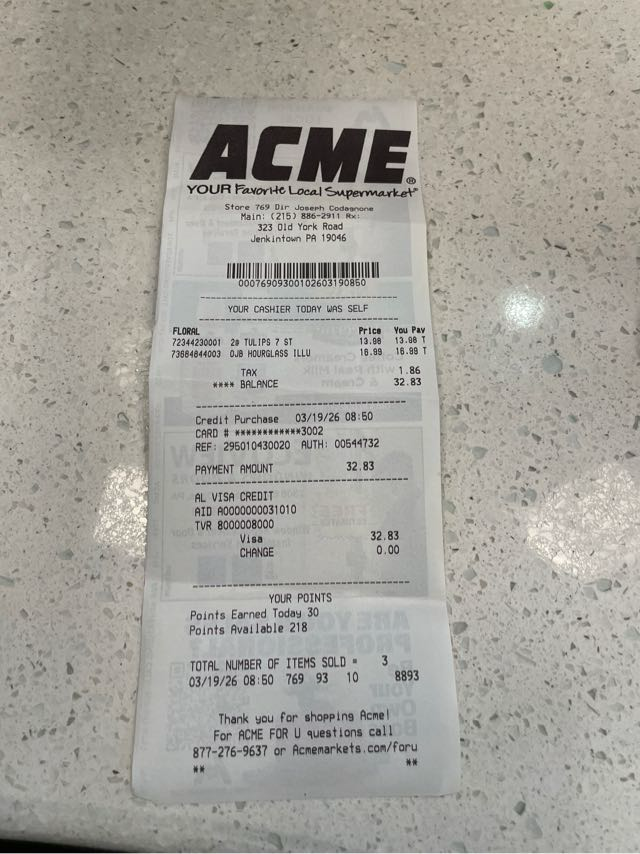 ACME®
YOUR Favorite Local Supermarket®
Store 769 Dir Joseph Codagnone
Main: (215) 886-2911 Rx:
323 Old York Road
Jenkintown PA 19046
00076909300102603190850
YOUR CASHIER TODAY WAS SELF
FLORAL Price You Pay
72344230001 2@ TULIPS 7 ST 13.98 13.98 T
73684844003 OJB HOURGLASS ILLU 16.99 16.99 T
TAX 1.86
**** BALANCE 32.83
Credit Purchase 03/19/26 08:50
CARD # ************3002
REF: 295010430020 AUTH: 00544732
PAYMENT AMOUNT 32.83
AL VISA CREDIT
AID A0000000031010
TVR 8000008000
Visa 32.83
CHANGE 0.00
YOUR POINTS
Points Earned Today 30
Points Available 218
TOTAL NUMBER OF ITEMS SOLD = 3
03/19/26 08:50 769 93 10 8893
Thank you for shopping Acme!
For ACME FOR U questions call
877-276-9637 or Acmemarkets.com/foru
** **